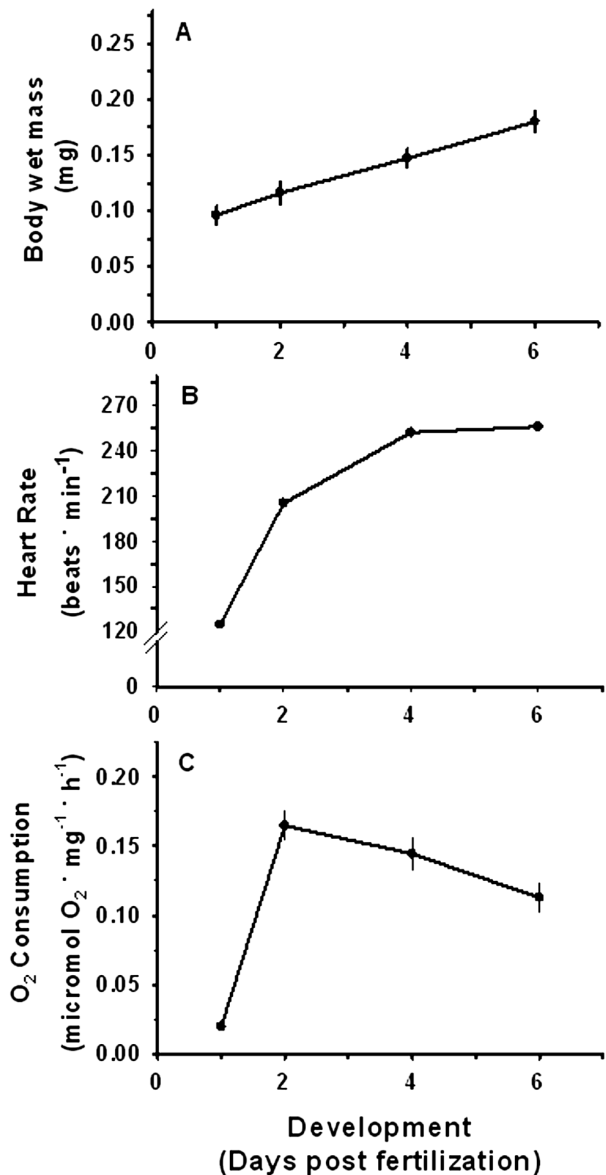 A
Body wet mass
(mg)
0.25
0.20
0.15
0.10
0.05
0.00
0 2 4 6
B
Heart Rate
(beats · min⁻¹)
270
240
210
180
150
120
0
0 2 4 6
C
O₂ Consumption
(micromol O₂ · mg⁻¹ · h⁻¹)
0.20
0.15
0.10
0.05
0.00
0 2 4 6
Development
(Days post fertilization)